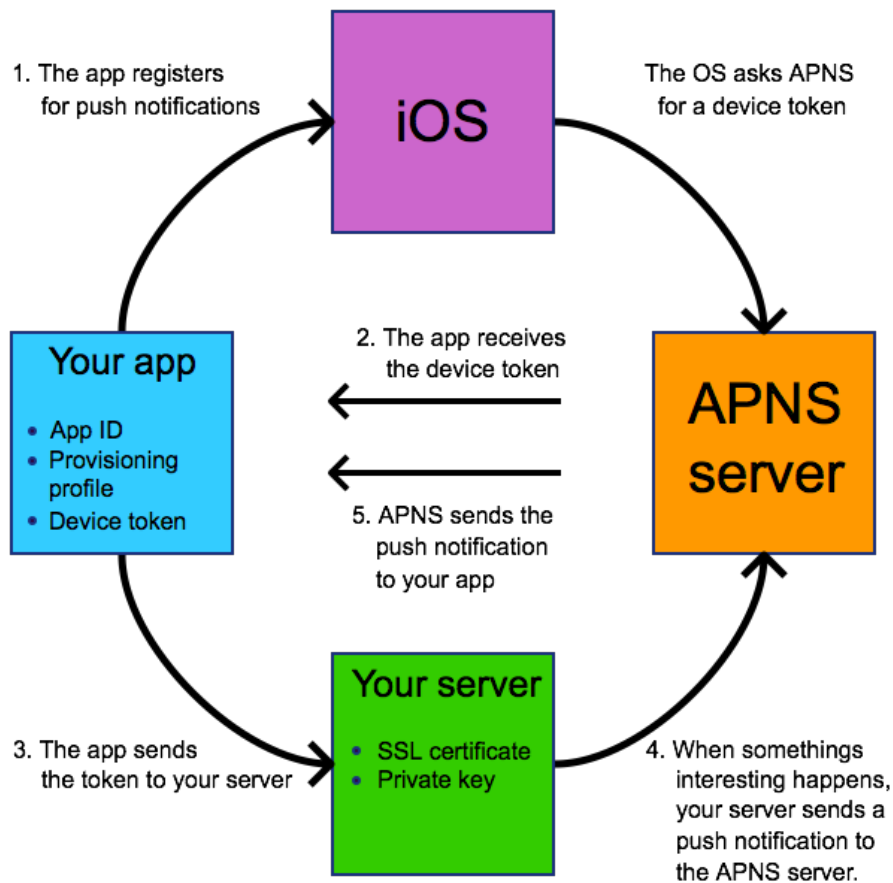 1. The app registers
for push notifications
iOS
The OS asks APNS
for a device token
Your app
• App ID
• Provisioning
profile
• Device token
2. The app receives
the device token
5. APNS sends the
push notification
to your app
APNS
server
Your server
• SSL certificate
• Private key
3. The app sends
the token to your server
4. When somethings
interesting happens,
your server sends a
push notification to
the APNS server.